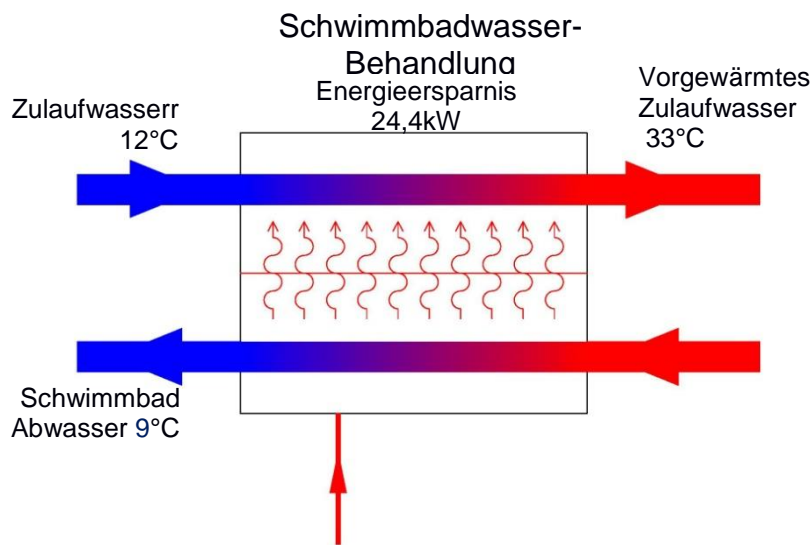 Schwimmbadwasser-
Behandlung
Energieersparnis
24,4kW
Zulaufwasserr
12°C
Vorgewärmtes
Zulaufwasser
33°C
Schwimmbad
Abwasser 9°C